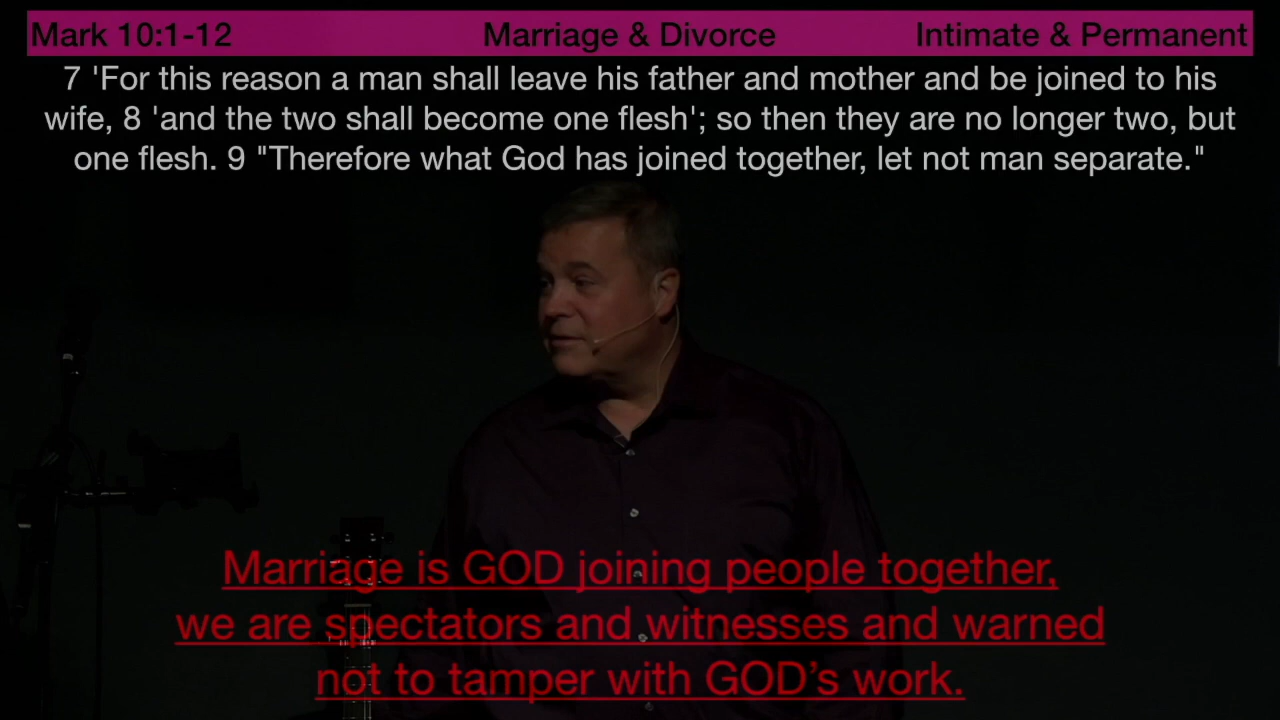 Mark 10:1-12 Marriage & Divorce Intimate & Permanent
7 'For this reason a man shall leave his father and mother and be joined to his
wife, 8 'and the two shall become one flesh'; so then they are no longer two, but
one flesh. 9 "Therefore what God has joined together, let not man separate."
Marriage is GOD joining people together,
we are spectators and witnesses and warned
not to tamper with GOD’s work.